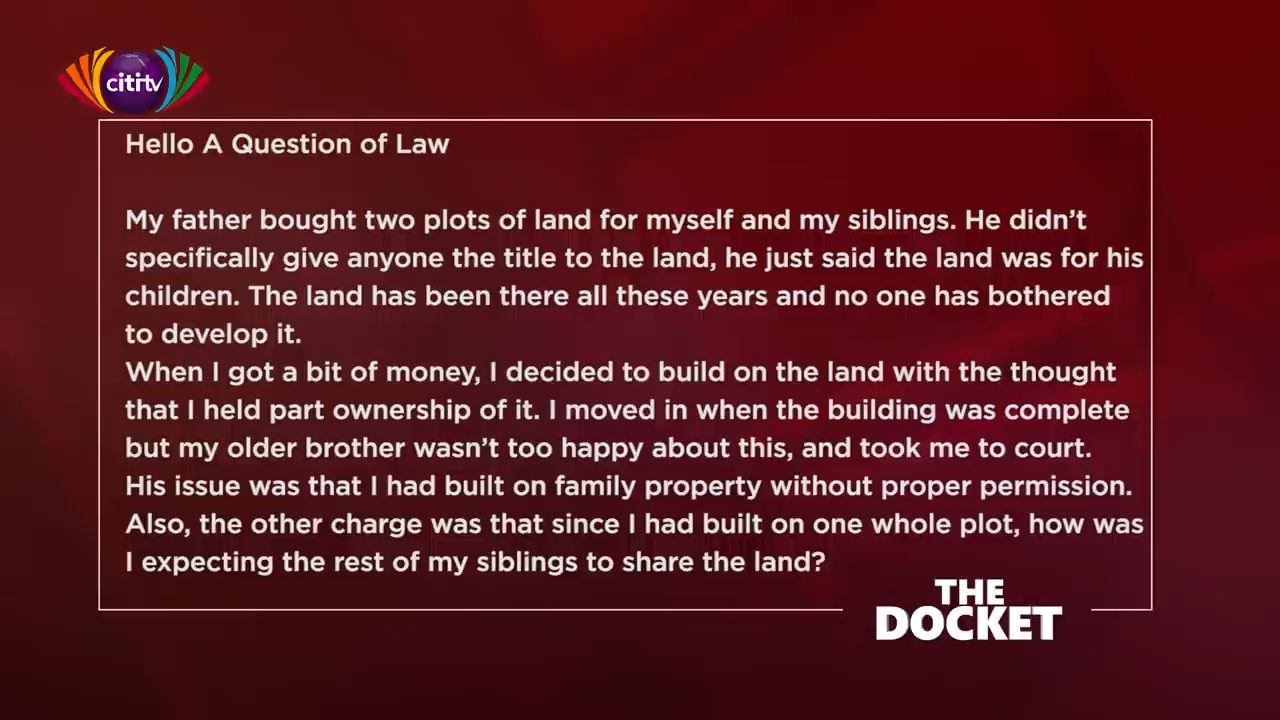 cititv
Hello A Question of Law
My father bought two plots of land for myself and my siblings. He didn't
specifically give anyone the title to the land, he just said the land was for his
children. The land has been there all these years and no one has bothered
to develop it.
When I got a bit of money, I decided to build on the land with the thought
that I held part ownership of it. I moved in when the building was complete
but my older brother wasn't too happy about this, and took me to court.
His issue was that I had built on family property without proper permission.
Also, the other charge was that since I had built on one whole plot, how was
I expecting the rest of my siblings to share the land?
THE
DOCKET